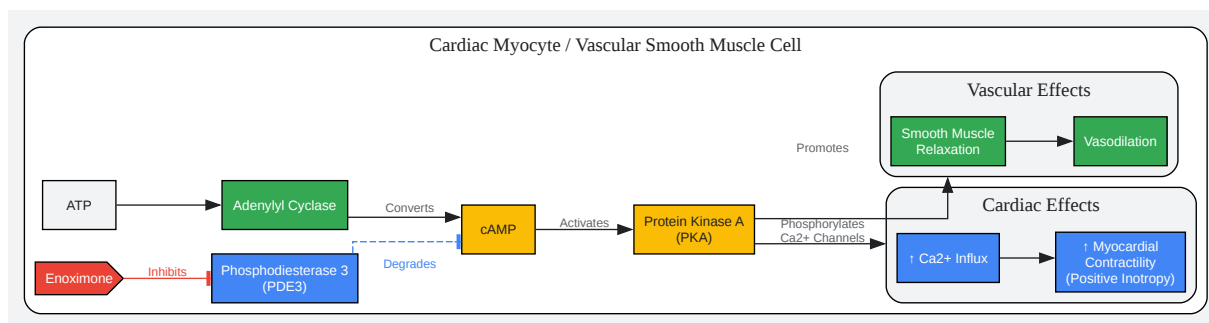 Cardiac Myocyte / Vascular Smooth Muscle Cell
Vascular Effects
Smooth Muscle
Relaxation
Vasodilation
Promotes
ATP
Adenylyl Cyclase
Converts
cAMP
Activates
Protein Kinase A
(PKA)
Phosphorylates
Ca2+ Channels
Cardiac Effects
↑ Ca2+ Influx
↑ Myocardial
Contractility
(Positive Inotropy)
Enoximone
Inhibits
Phosphodiesterase 3
(PDE3)
Degrades